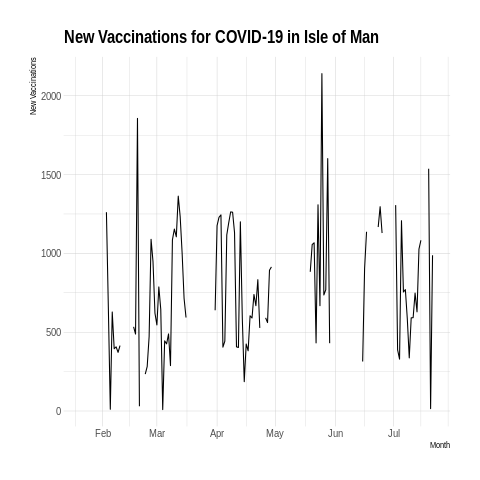 New Vaccinations for COVID-19 in Isle of Man
New Vaccinations
2000
1500
1000
500
0
Feb Mar Apr May Jun Jul
Month